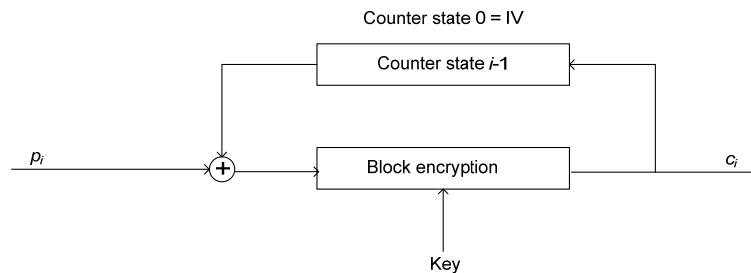 Counter state 0 = IV
Counter state i-1
pi
+
Block encryption
ci
Key